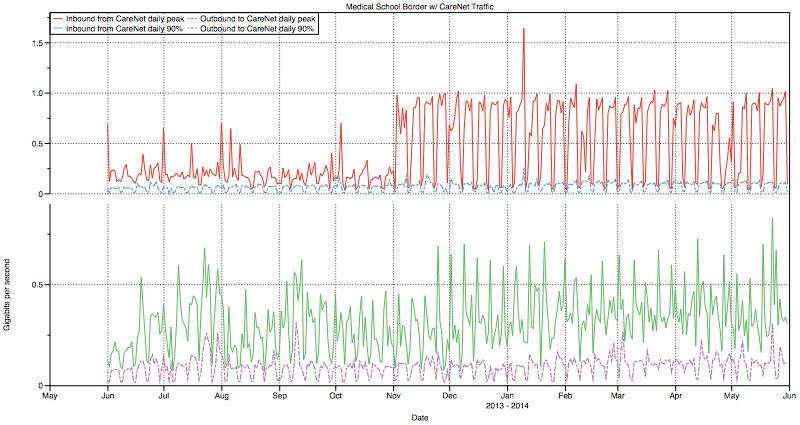 Medical School Border w/ CareNet Traffic
Inbound from CareNet daily peak Outbound to CareNet daily peak
Inbound from CareNet daily 90% Outbound to CareNet daily 90%
1.5
1.0
0.5
0
Gigabits per second
0.5
0
May Jun Jul Aug Sep Oct Nov Dec Jan Feb Mar Apr May Jun
2013 - 2014
Date